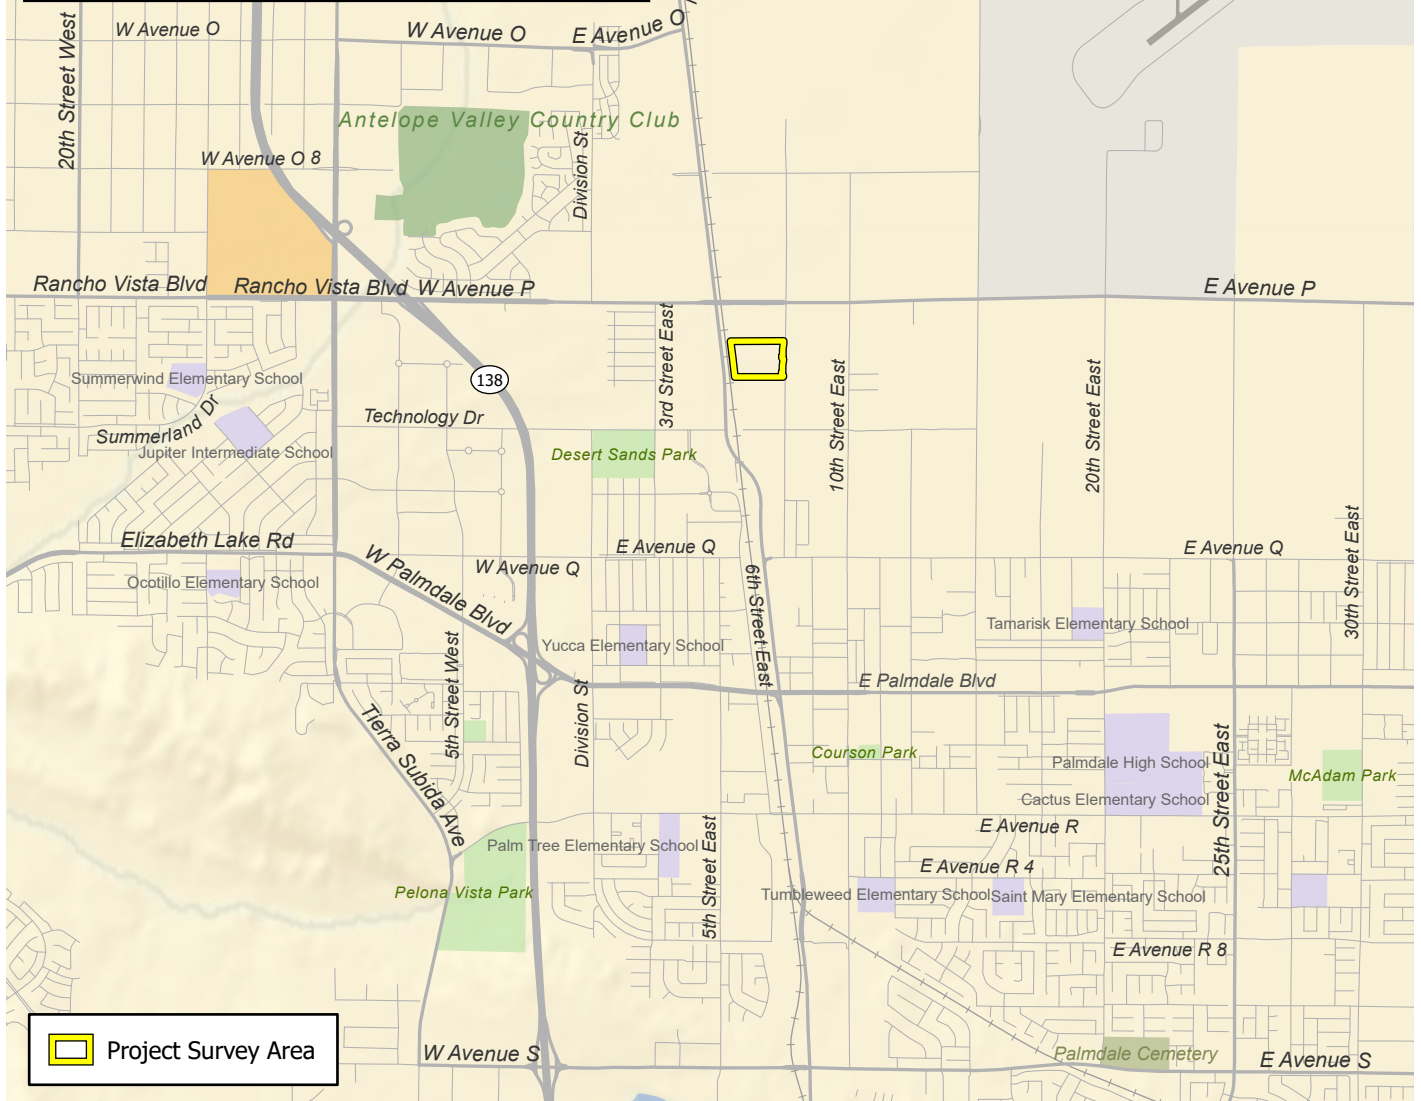 W Avenue O
W Avenue O
E Avenue O
20th Street West
Antelope Valley Country Club
Division St
W Avenue O 8
Rancho Vista Blvd
Rancho Vista Blvd
W Avenue P
E Avenue P
3rd Street East
Summerwind Elementary School
138
10th Street East
20th Street East
Summerland Dr
Technology Dr
Jupiter Intermediate School
Desert Sands Park
Elizabeth Lake Rd
W Palmdale Blvd
W Avenue Q
E Avenue Q
E Avenue Q
30th Street East
Ocotillo Elementary School
6th Street East
Tamarisk Elementary School
Yucca Elementary School
5th Street West
Division St
E Palmdale Blvd
Tierra Subida Ave
Courson Park
Palmdale High School
25th Street East
McAdam Park
Cactus Elementary School
E Avenue R
Palm Tree Elementary School
5th Street East
E Avenue R 4
Pelona Vista Park
Tumbleweed Elementary School
Saint Mary Elementary School
E Avenue R 8
Project Survey Area
W Avenue S
Palmdale Cemetery
E Avenue S